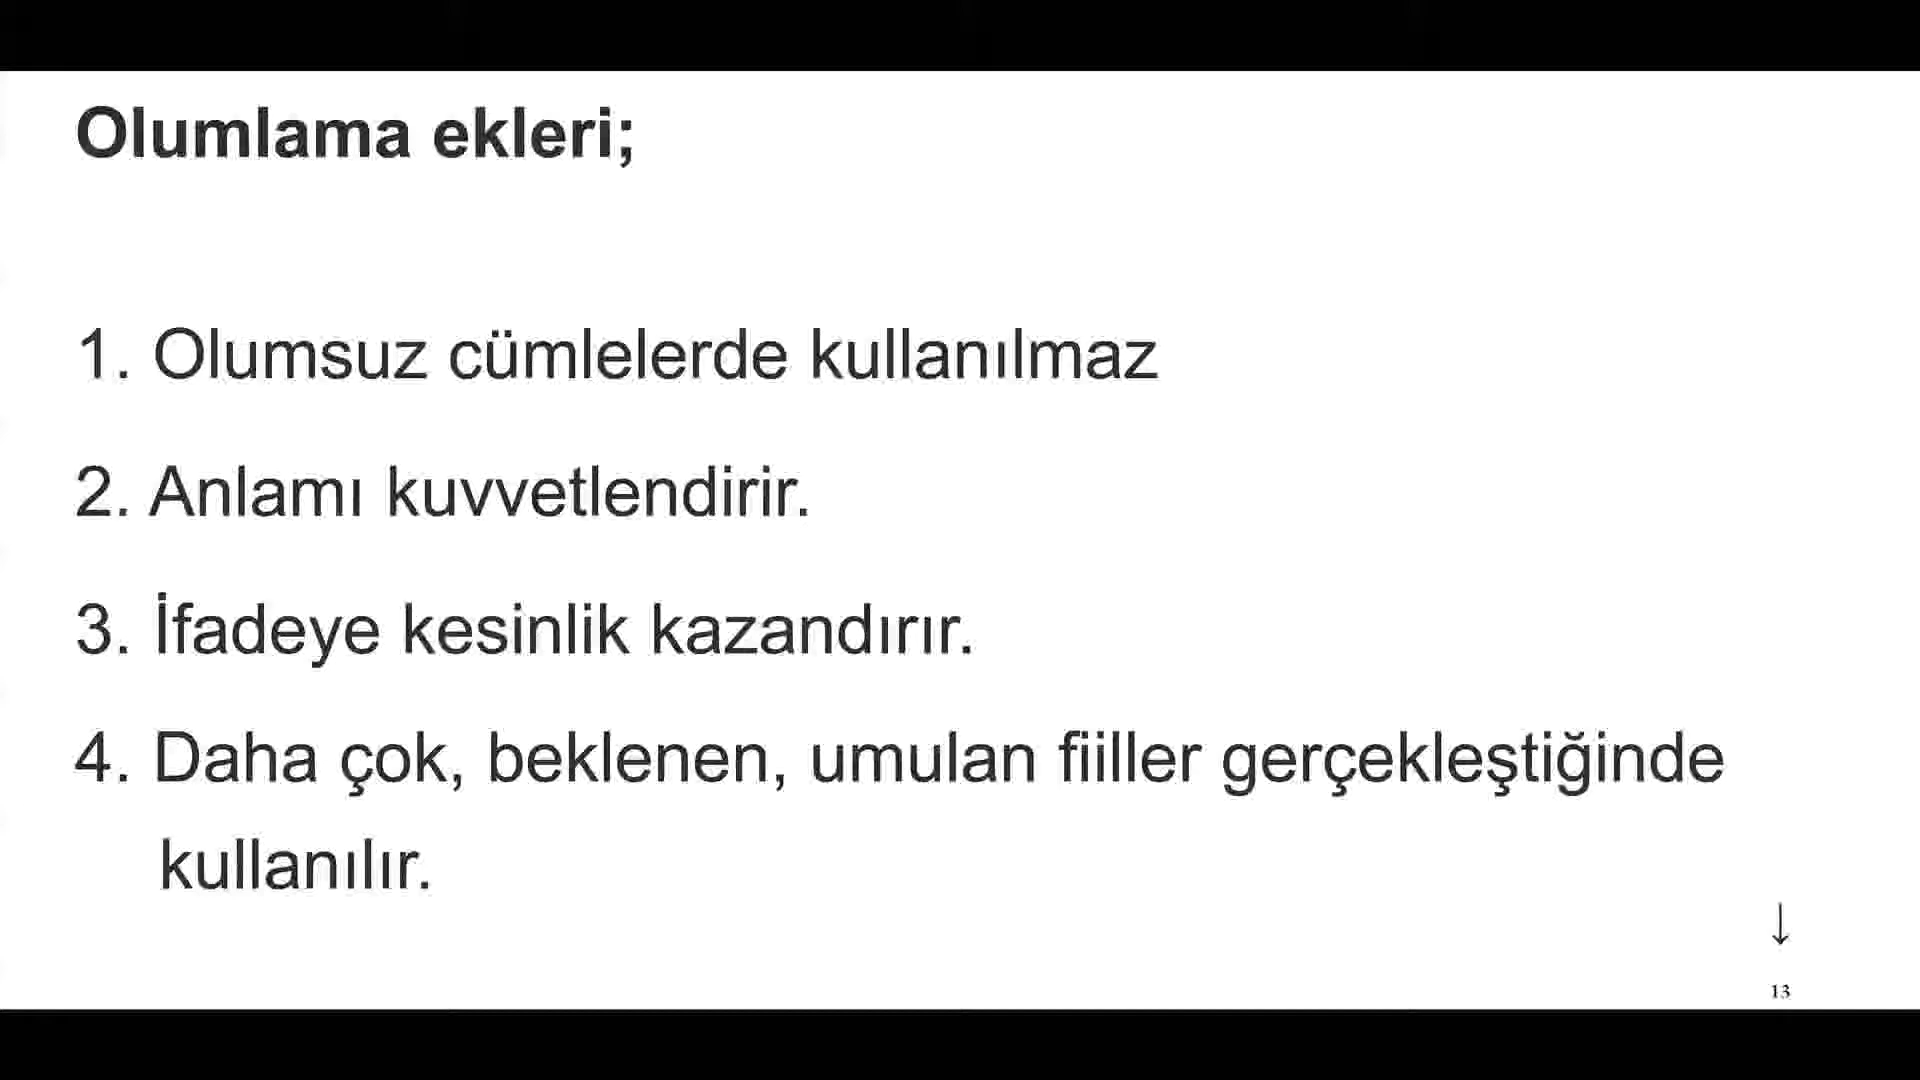 Olumlama ekleri;
1. Olumsuz cümlelerde kullanılmaz
2. Anlamı kuvvetlendirir.
3. İfadeye kesinlik kazandırır.
4. Daha çok, beklenen, umulan fiiller gerçekleştiğinde
kullanılır.
↓
13